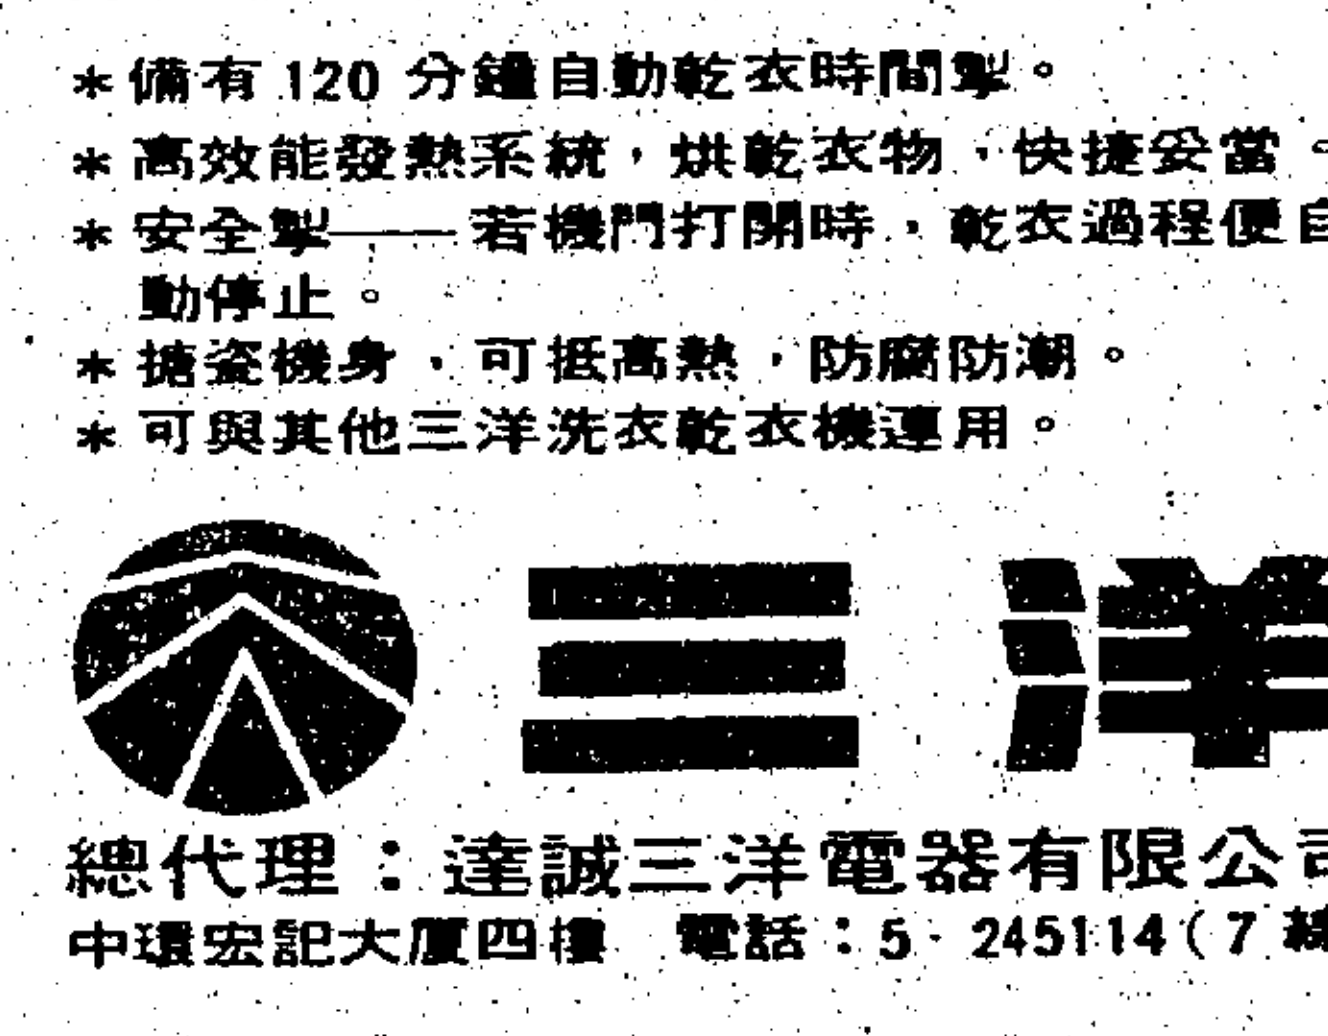 ＊備有 120 分鐘自動乾衣時間掣。
＊高效能發熱系統，烘乾衣物，快捷妥當。
＊安全掣——若機門打開時，乾衣過程便自
動停止。
＊搪瓷機身，可抵高熱，防腐防潮。
＊可與其他三洋洗衣乾衣機連用。
三洋
總代理：達誠三洋電器有限公司
中環宏記大廈四樓 電話：5-245114（7 線